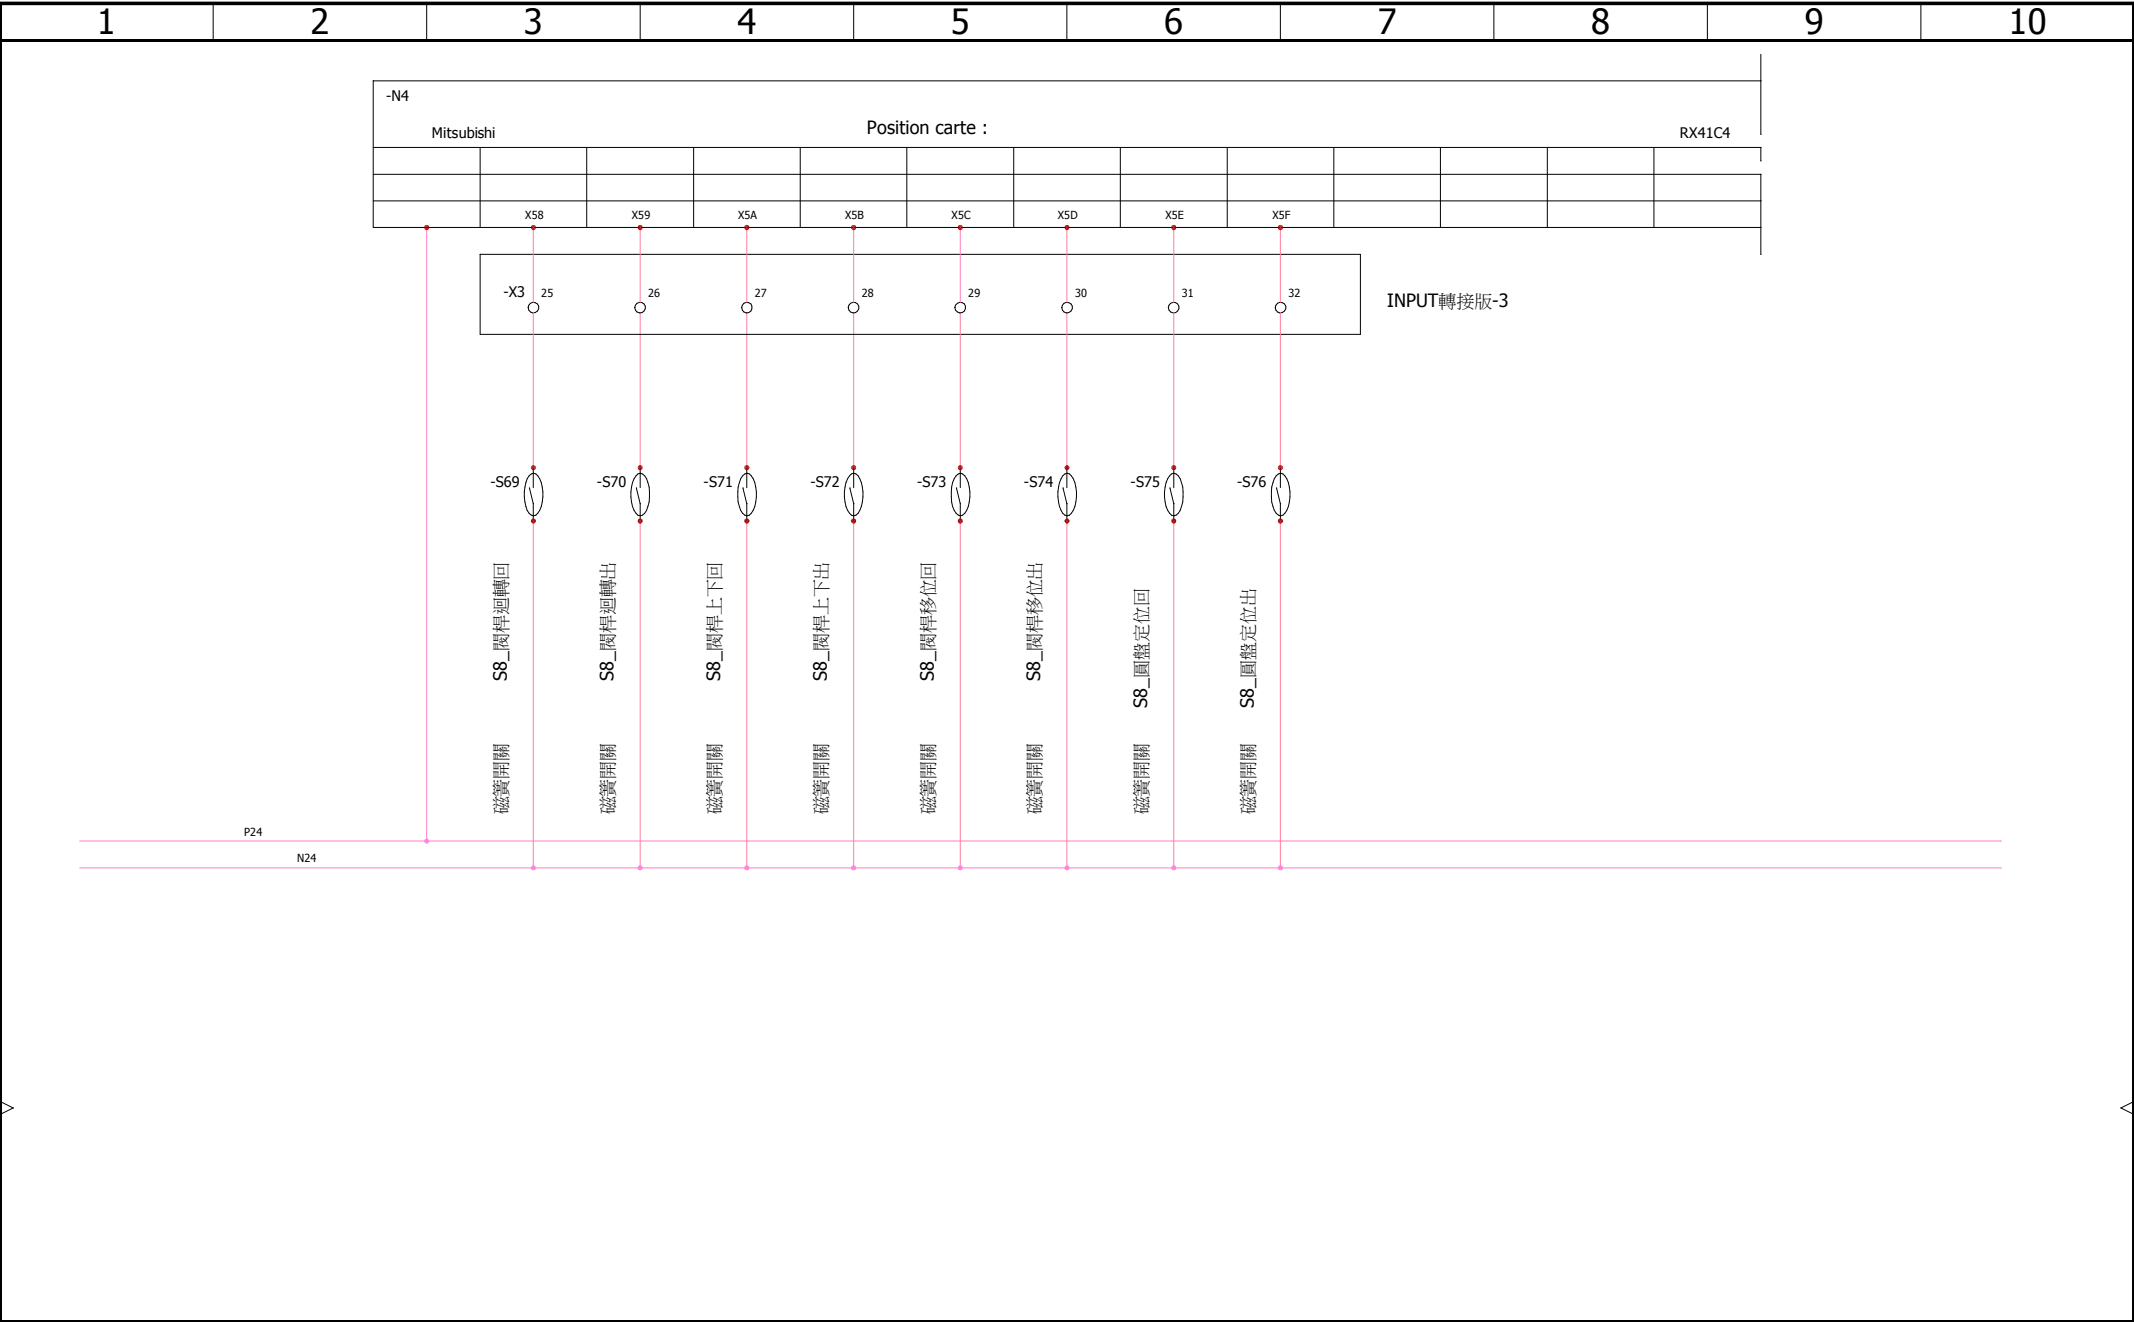 1 2 3 4 5 6 7 8 9 10
-N4
Mitsubishi Position carte : RX41C4
X58 X59 X5A X5B X5C X5D X5E X5F
-X3 25 26 27 28 29 30 31 32
INPUT轉接版-3
-S69 -S70 -S71 -S72 -S73 -S74 -S75 -S76
S8_閥桿迴轉回
S8_閥桿迴轉出
S8_閥桿上下回
S8_閥桿上下出
S8_閥桿移位回
S8_閥桿移位出
S8_圓盤定位回
S8_圓盤定位出
磁簧開關
磁簧開關
磁簧開關
磁簧開關
磁簧開關
磁簧開關
磁簧開關
磁簧開關
P24
N24